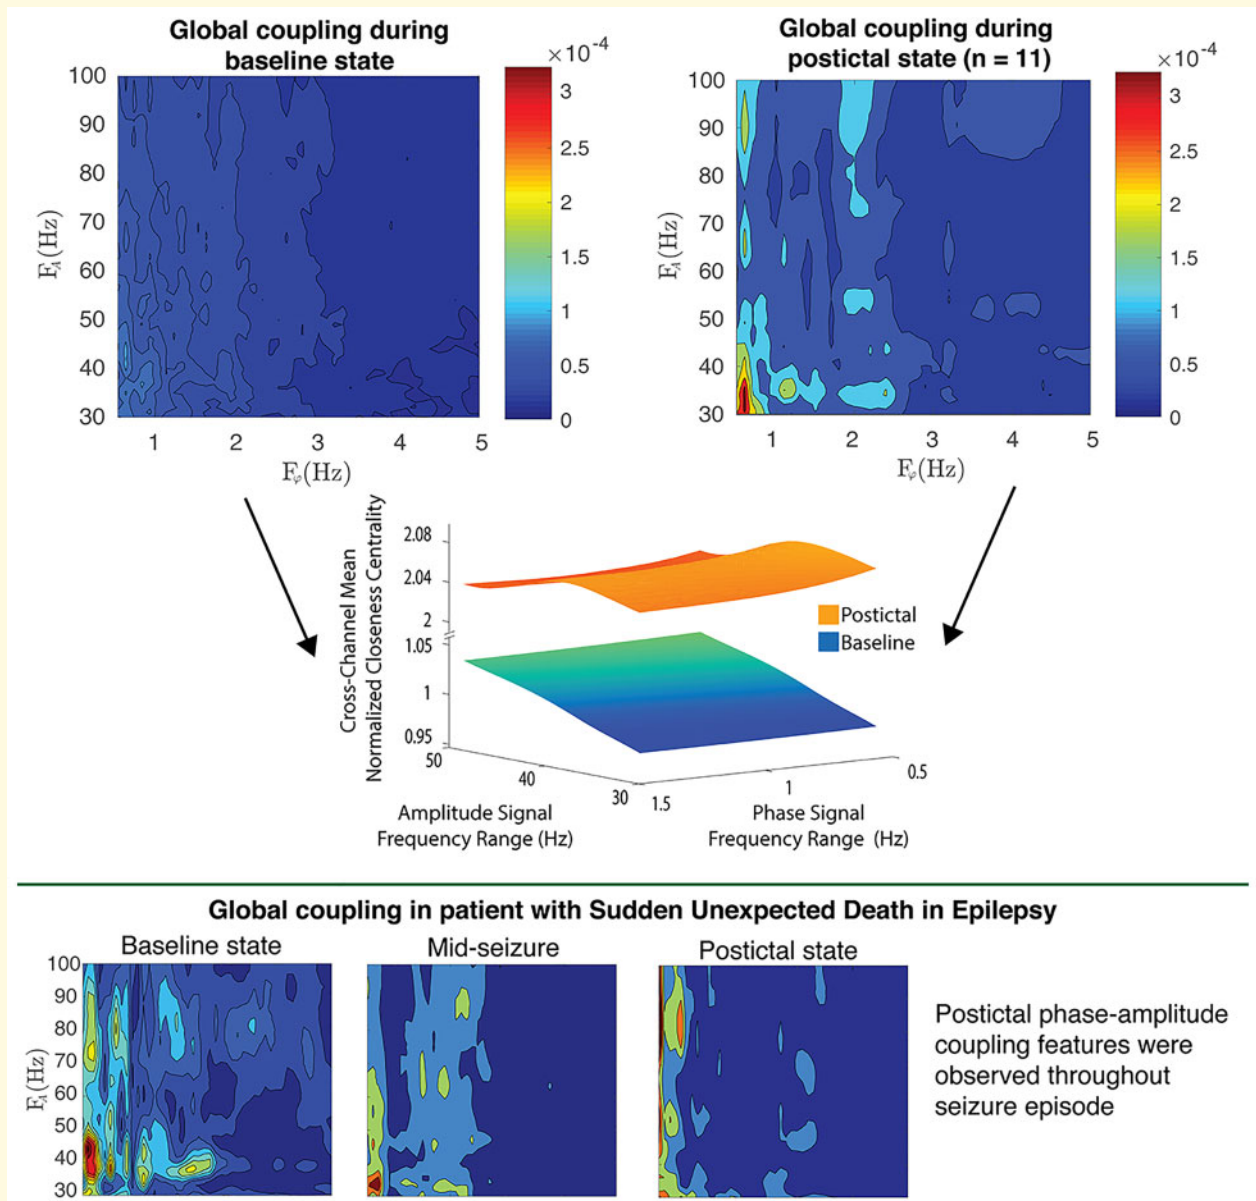 Global coupling during
baseline state
×10⁻⁴
100
90
80
70
60
50
40
30
F_A(Hz)
1
2
3
4
5
F_φ(Hz)
3
2.5
2
1.5
1
0.5
0
Global coupling during
postictal state (n = 11)
×10⁻⁴
100
90
80
70
60
50
40
30
F_A(Hz)
1
2
3
4
5
F_φ(Hz)
3
2.5
2
1.5
1
0.5
0
Cross-Channel Mean
Normalized Closeness Centrality
2.08
2.04
2
1.05
1
0.95
50
40
30
Amplitude Signal
Frequency Range (Hz)
1.5
1
0.5
Phase Signal
Frequency Range (Hz)
Postictal
Baseline
Global coupling in patient with Sudden Unexpected Death in Epilepsy
Baseline state
Mid-seizure
Postictal state
100
90
80
70
60
50
40
30
F_A(Hz)
Postictal phase-amplitude
coupling features were
observed throughout
seizure episode